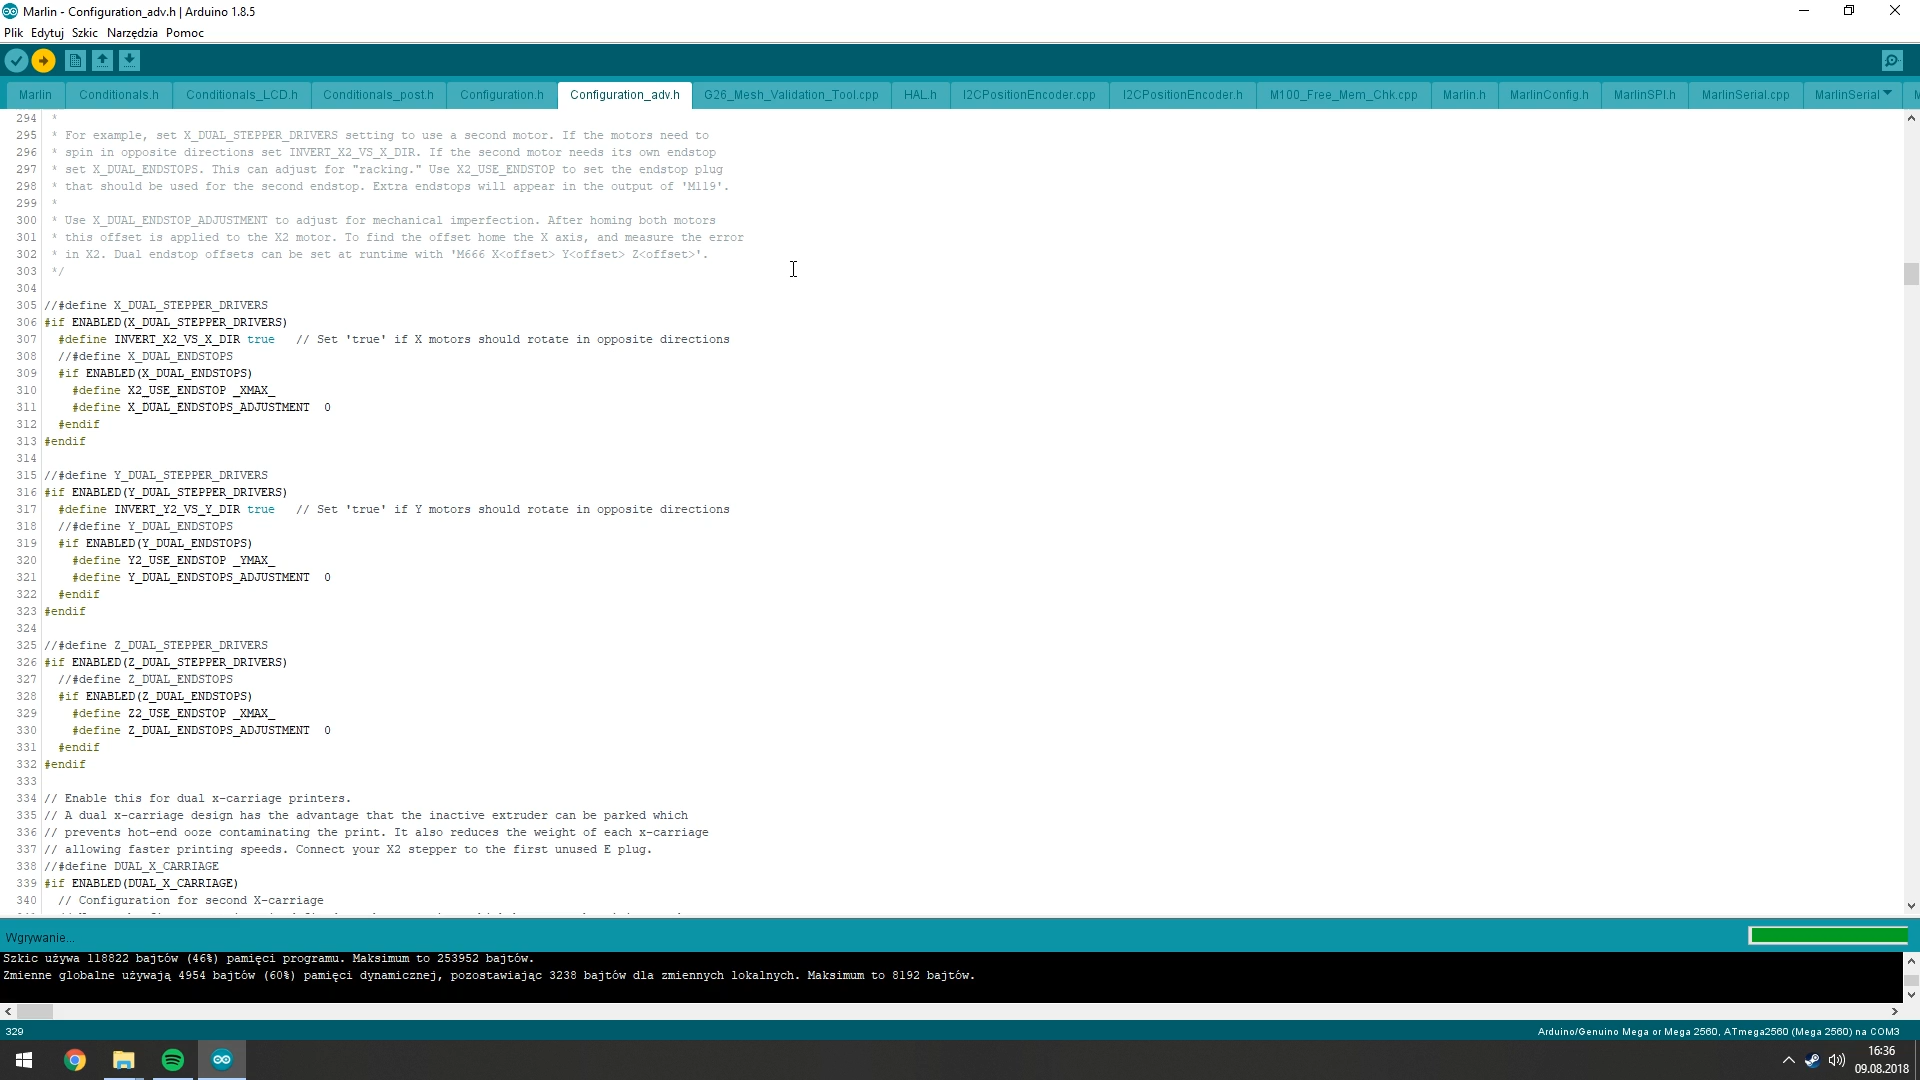 Marlin - Configuration_adv.h | Arduino 1.8.5
Plik Edytuj Szkic Narzędzia Pomoc
Marlin Conditionals.h Conditionals_LCD.h Conditionals_post.h Configuration.h Configuration_adv.h G26_Mesh_Validation_Tool.cpp HAL.h I2CPositionEncoder.cpp I2CPositionEncoder.h M100_Free_Mem_Chk.cpp Marlin.h MarlinConfig.h MarlinSPI.h MarlinSerial.cpp MarlinSerial
294 *
295 * For example, set X_DUAL_STEPPER_DRIVERS setting to use a second motor. If the motors need to
296 * spin in opposite directions set INVERT_X2_VS_X_DIR. If the second motor needs its own endstop
297 * set X_DUAL_ENDSTOPS. This can adjust for "racking." Use X2_USE_ENDSTOP to set the endstop plug
298 * that should be used for the second endstop. Extra endstops will appear in the output of 'M119'.
299 *
300 * Use X_DUAL_ENDSTOP_ADJUSTMENT to adjust for mechanical imperfection. After homing both motors
301 * this offset is applied to the X2 motor. To find the offset home the X axis, and measure the error
302 * in X2. Dual endstop offsets can be set at runtime with 'M666 X<offset> Y<offset> Z<offset>'.
303 */
304
305 //#define X_DUAL_STEPPER_DRIVERS
306 #if ENABLED(X_DUAL_STEPPER_DRIVERS)
307 #define INVERT_X2_VS_X_DIR true // Set 'true' if X motors should rotate in opposite directions
308 //#define X_DUAL_ENDSTOPS
309 #if ENABLED(X_DUAL_ENDSTOPS)
310 #define X2_USE_ENDSTOP _XMAX_
311 #define X_DUAL_ENDSTOPS_ADJUSTMENT 0
312 #endif
313 #endif
314
315 //#define Y_DUAL_STEPPER_DRIVERS
316 #if ENABLED(Y_DUAL_STEPPER_DRIVERS)
317 #define INVERT_Y2_VS_Y_DIR true // Set 'true' if Y motors should rotate in opposite directions
318 //#define Y_DUAL_ENDSTOPS
319 #if ENABLED(Y_DUAL_ENDSTOPS)
320 #define Y2_USE_ENDSTOP _YMAX_
321 #define Y_DUAL_ENDSTOPS_ADJUSTMENT 0
322 #endif
323 #endif
324
325 //#define Z_DUAL_STEPPER_DRIVERS
326 #if ENABLED(Z_DUAL_STEPPER_DRIVERS)
327 //#define Z_DUAL_ENDSTOPS
328 #if ENABLED(Z_DUAL_ENDSTOPS)
329 #define Z2_USE_ENDSTOP _XMAX_
330 #define Z_DUAL_ENDSTOPS_ADJUSTMENT 0
331 #endif
332 #endif
333
334 // Enable this for dual x-carriage printers.
335 // A dual x-carriage design has the advantage that the inactive extruder can be parked which
336 // prevents hot-end ooze contaminating the print. It also reduces the weight of each x-carriage
337 // allowing faster printing speeds. Connect your X2 stepper to the first unused E plug.
338 //#define DUAL_X_CARRIAGE
339 #if ENABLED(DUAL_X_CARRIAGE)
340 // Configuration for second X-carriage
Wgrywanie...
Szkic używa 118822 bajtów (46%) pamięci programu. Maksimum to 253952 bajtów.
Zmienne globalne używają 4954 bajtów (60%) pamięci dynamicznej, pozostawiając 3238 bajtów dla zmiennych lokalnych. Maksimum to 8192 bajtów.
329 Arduino/Genuino Mega or Mega 2560, ATmega2560 (Mega 2560) na COM3
16:36
09.08.2018